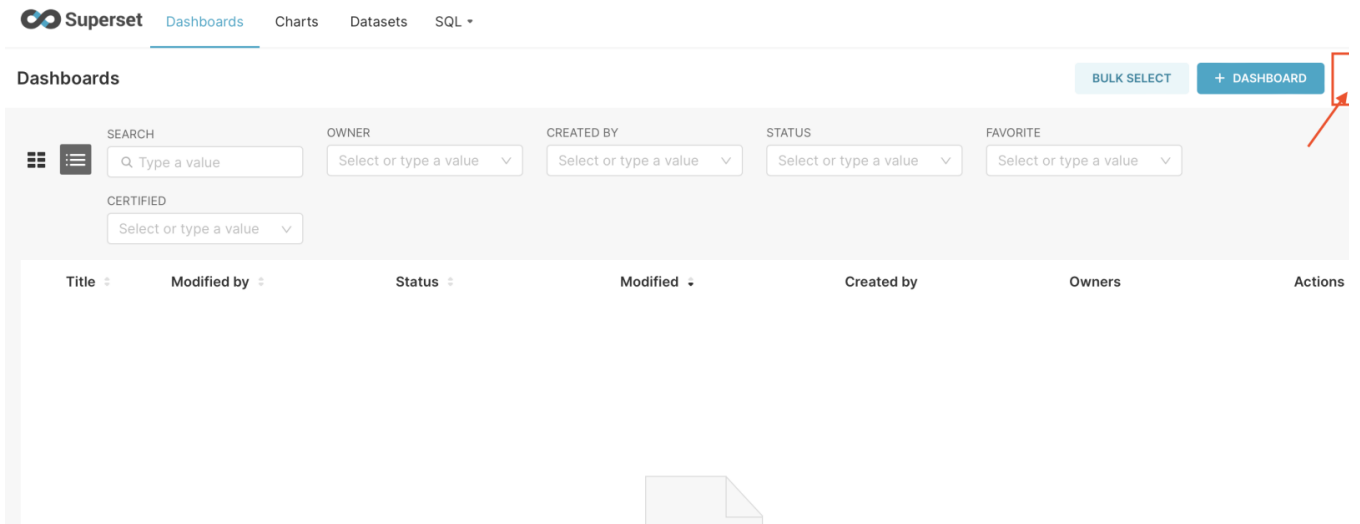 Superset Dashboards Charts Datasets SQL
Dashboards BULK SELECT + DASHBOARD
SEARCH OWNER CREATED BY STATUS FAVORITE
Type a value Select or type a value Select or type a value Select or type a value Select or type a value
CERTIFIED
Select or type a value
Title Modified by Status Modified Created by Owners Actions